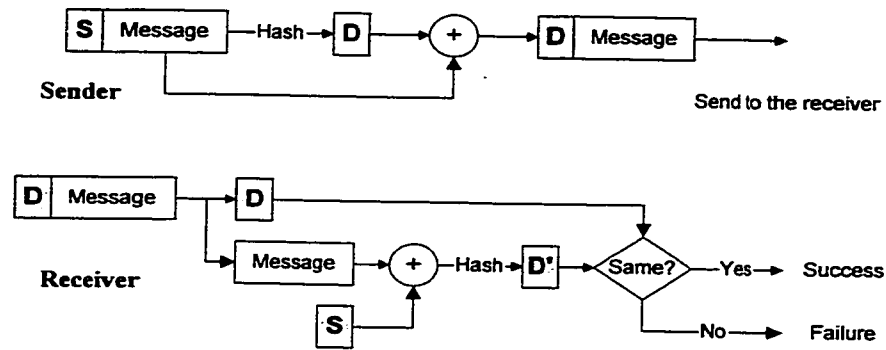 S Message Hash D + D Message
Sender
Send to the receiver
D Message D
Message + Hash D' Same? Yes Success
Receiver
S
No Failure